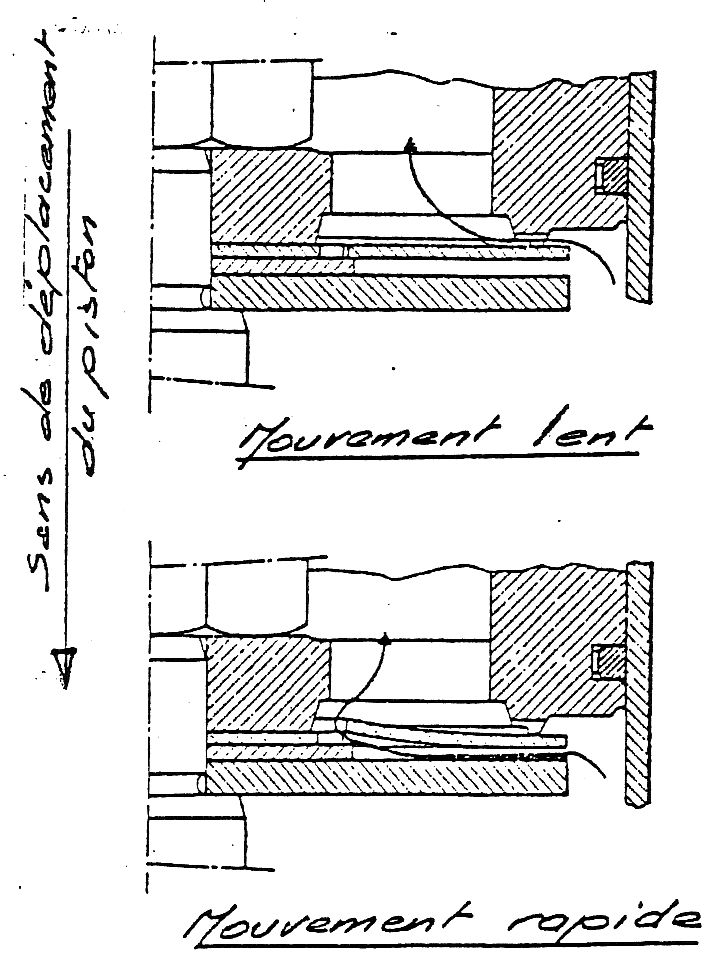 Sens de déplacement
du piston
Mouvement lent
Mouvement rapide